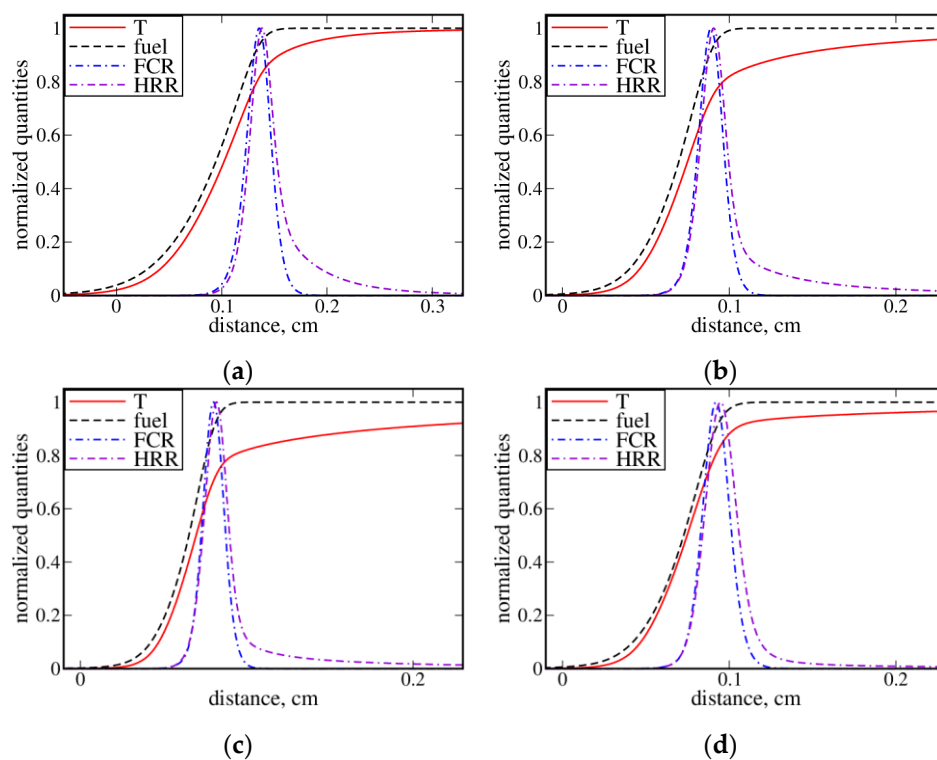 T
fuel
FCR
HRR
normalized quantities
1
0.8
0.6
0.4
0.2
0
0 0.1 0.2 0.3
distance, cm
(a)
T
fuel
FCR
HRR
normalized quantities
1
0.8
0.6
0.4
0.2
0
0 0.1 0.2
distance, cm
(b)
T
fuel
FCR
HRR
normalized quantities
1
0.8
0.6
0.4
0.2
0
0 0.2
distance, cm
(c)
T
fuel
FCR
HRR
normalized quantities
1
0.8
0.6
0.4
0.2
0
0 0.1 0.2
distance, cm
(d)